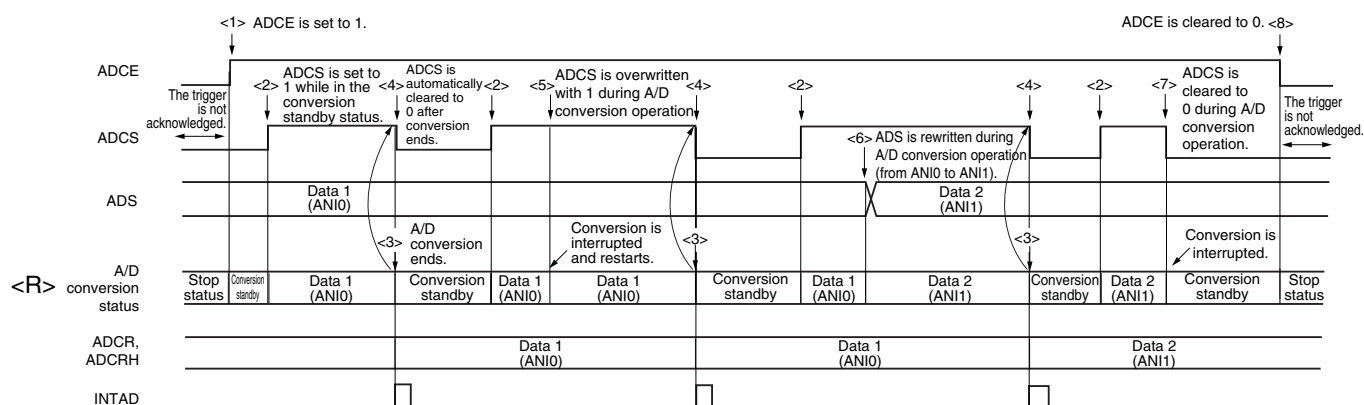 <1> ADCE is set to 1.
ADCE is cleared to 0. <8>
ADCE
The trigger
is not
acknowledged.
<2>
ADCS is set to
1 while in the
conversion
standby status.
<4>
ADCS is
automatically
cleared to
0 after
conversion
ends.
<2>
<5>
ADCS is overwritten
with 1 during A/D
conversion operation
<4>
<2>
<4>
<2>
<7>
ADCS is
cleared to
0 during A/D
conversion
operation.
The trigger
is not
acknowledged.
ADCS
<6> ADS is rewritten during
A/D conversion operation
(from ANI0 to ANI1).
ADS
Data 1
(ANI0)
Data 2
(ANI1)
<3>
A/D
conversion
ends.
Conversion is
interrupted
and restarts.
<3>
<3>
Conversion is
interrupted.
<R>
A/D
conversion
status
Stop
status
Conversion
standby
Data 1
(ANI0)
Conversion
standby
Data 1
(ANI0)
Data 1
(ANI0)
Conversion
standby
Data 1
(ANI0)
Data 2
(ANI1)
Conversion
standby
Data 2
(ANI1)
Conversion
standby
Stop
status
ADCR,
ADCRH
Data 1
(ANI0)
Data 1
(ANI0)
Data 2
(ANI1)
INTAD